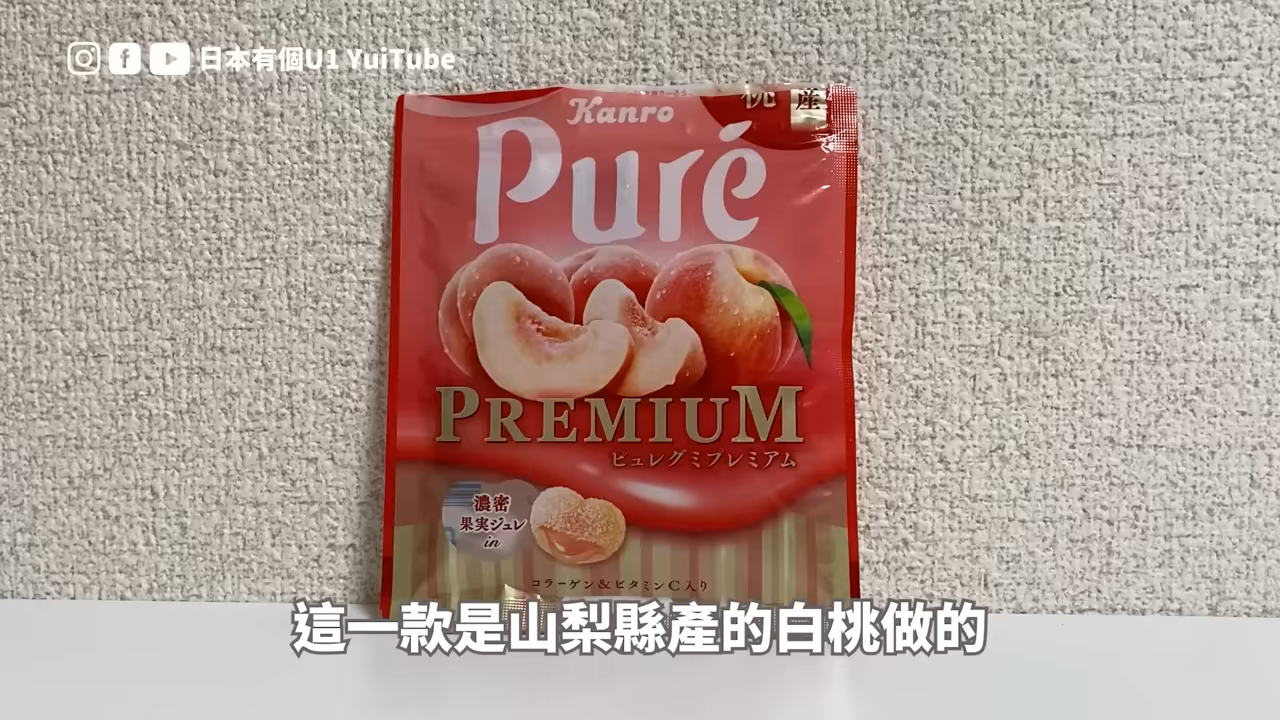 日本有個U1 YuiTube
Kanro
桃
産
Puré
PREMIUM
ピュレグミプレミアム
濃密
果実ジュレ
in
コラーゲン&ビタミンC入り
這一款是山梨縣產的白桃做的